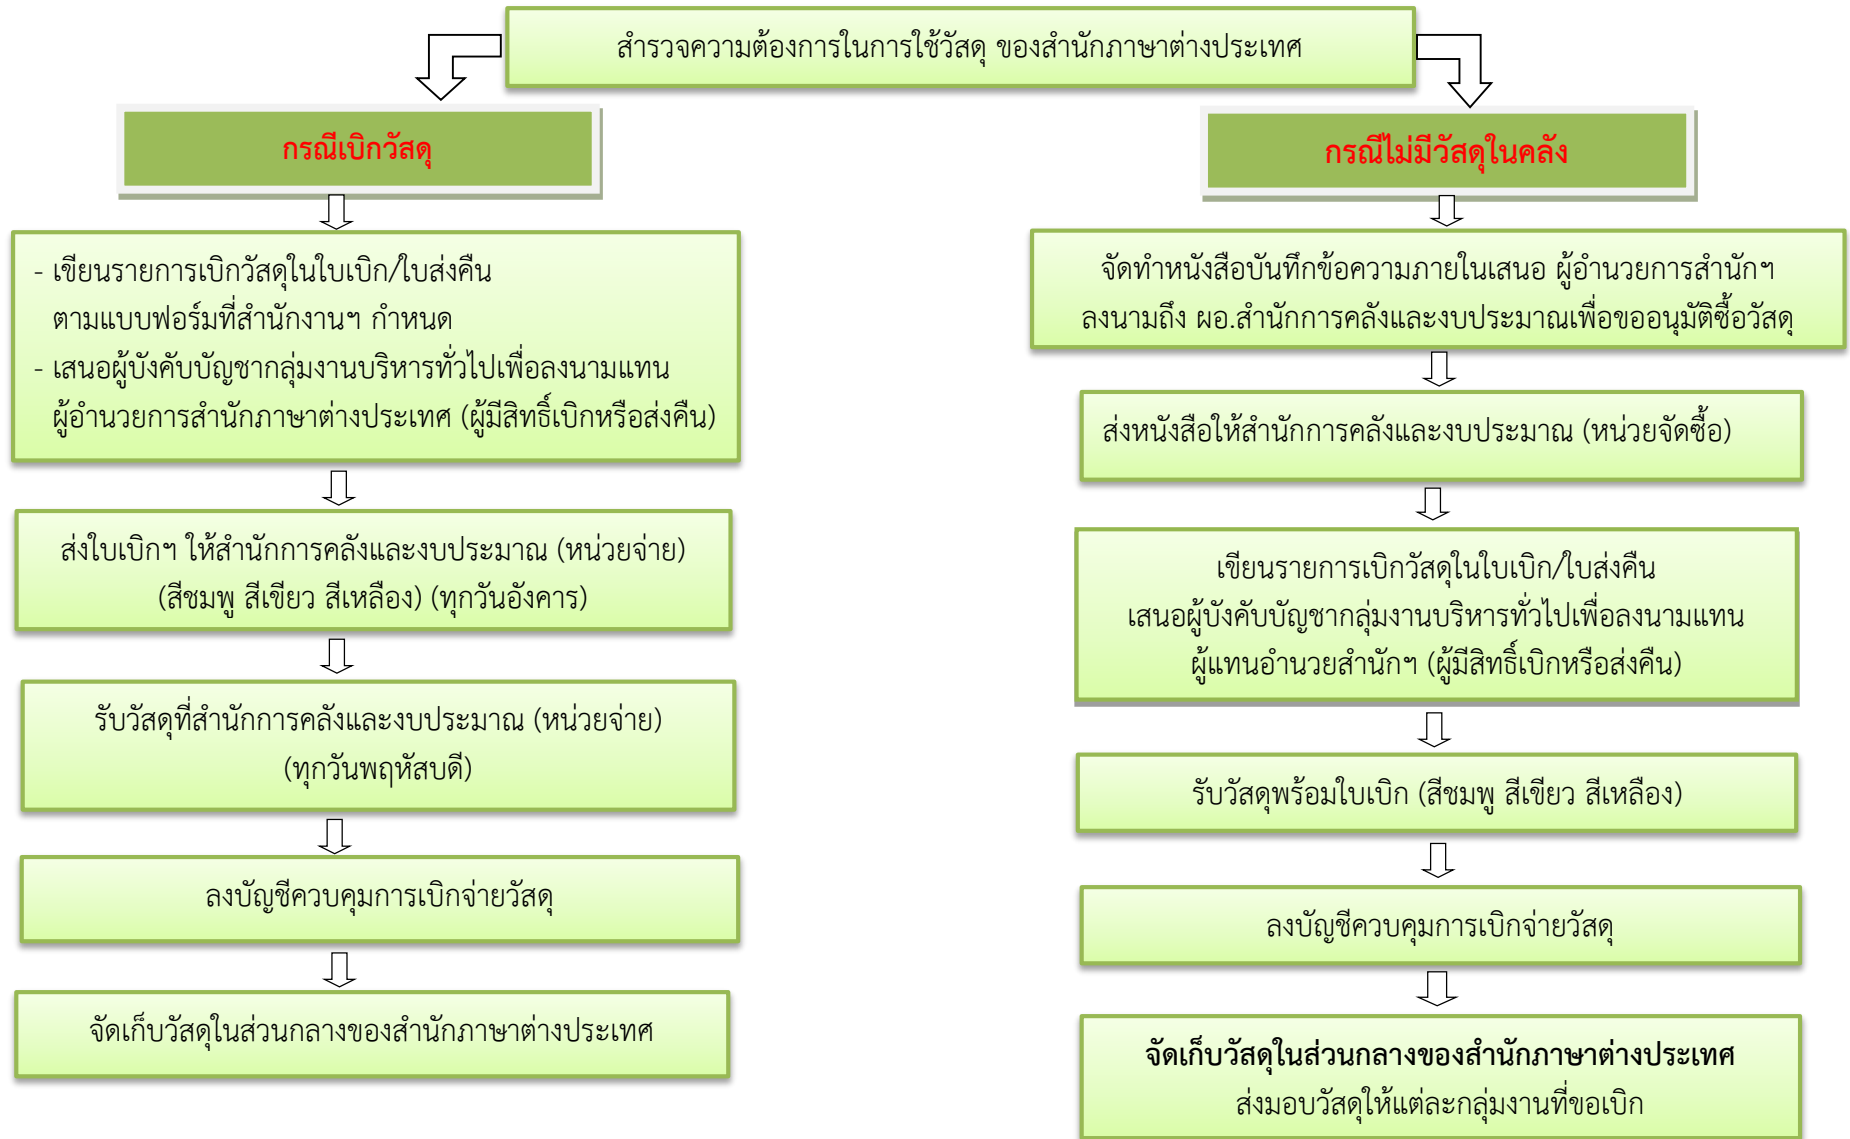 สำรวจความต้องการในการใช้วัสดุ ของสำนักภาษาต่างประเทศ
กรณีเบิกวัสดุ
- เขียนรายการเบิกวัสดุในใบเบิก/ใบส่งคืน
ตามแบบฟอร์มที่สำนักงานฯ กำหนด
- เสนอผู้บังคับบัญชากลุ่มงานบริหารทั่วไปเพื่อลงนามแทน
ผู้อำนวยการสำนักภาษาต่างประเทศ (ผู้มีสิทธิ์เบิกหรือส่งคืน)
ส่งใบเบิกฯ ให้สำนักการคลังและงบประมาณ (หน่วยจ่าย)
(สีชมพู สีเขียว สีเหลือง) (ทุกวันอังคาร)
รับวัสดุที่สำนักการคลังและงบประมาณ (หน่วยจ่าย)
(ทุกวันพฤหัสบดี)
ลงบัญชีควบคุมการเบิกจ่ายวัสดุ
จัดเก็บวัสดุในส่วนกลางของสำนักภาษาต่างประเทศ
กรณีไม่มีวัสดุในคลัง
จัดทำหนังสือบันทึกข้อความภายในเสนอ ผู้อำนวยการสำนักฯ
ลงนามถึง ผอ.สำนักการคลังและงบประมาณเพื่อขออนุมัติซื้อวัสดุ
ส่งหนังสือให้สำนักการคลังและงบประมาณ (หน่วยจัดซื้อ)
เขียนรายการเบิกวัสดุในใบเบิก/ใบส่งคืน
เสนอผู้บังคับบัญชากลุ่มงานบริหารทั่วไปเพื่อลงนามแทน
ผู้แทนอำนวยสำนักฯ (ผู้มีสิทธิ์เบิกหรือส่งคืน)
รับวัสดุพร้อมใบเบิก (สีชมพู สีเขียว สีเหลือง)
ลงบัญชีควบคุมการเบิกจ่ายวัสดุ
จัดเก็บวัสดุในส่วนกลางของสำนักภาษาต่างประเทศ
ส่งมอบวัสดุให้แต่ละกลุ่มงานที่ขอเบิก